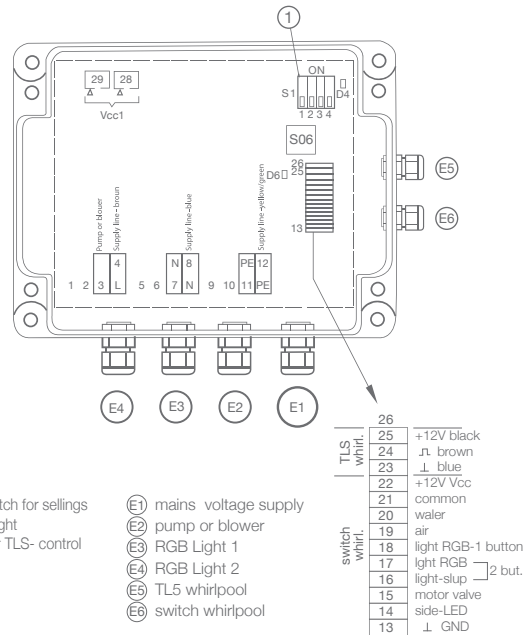 1
29 28
Vcc1
ON
S1
D4
1 2 3 4
S06
D6
26
25
13
Pump or blouer
Supply line-broun
Supply line-blue
Supply line-yellow/green
4
N 8
PE 12
1 2 3 L 5 6 7 N 9 10 11 PE
E5
E6
E4 E3 E2 E1
26
25 +12V black
24 brown
23 ⊥ blue
22 +12V Vcc
21 common
20 waler
19 air
18 light RGB-1 button
17 lght RGB
16 light-slup
2 but.
15 motor valve
14 side-LED
13 ⊥ GND
TLS whirl.
switch whirl.
tch for sellings
ght
TLS- control
E1 mains voltage supply
E2 pump or blower
E3 RGB Light 1
E4 RGB Light 2
E5 TL5 whirlpool
E6 switch whirlpool